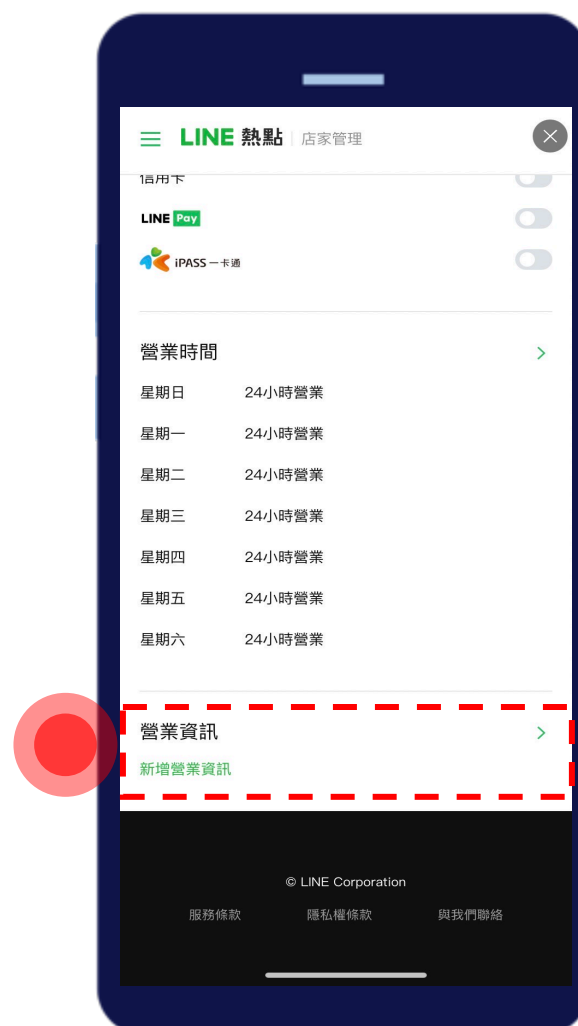 LINE 熱點 店家管理
信用卡
LINE Pay
iPASS 一卡通
營業時間
星期日 24小時營業
星期一 24小時營業
星期二 24小時營業
星期三 24小時營業
星期四 24小時營業
星期五 24小時營業
星期六 24小時營業
營業資訊
新增營業資訊
© LINE Corporation
服務條款 隱私權條款 與我們聯絡